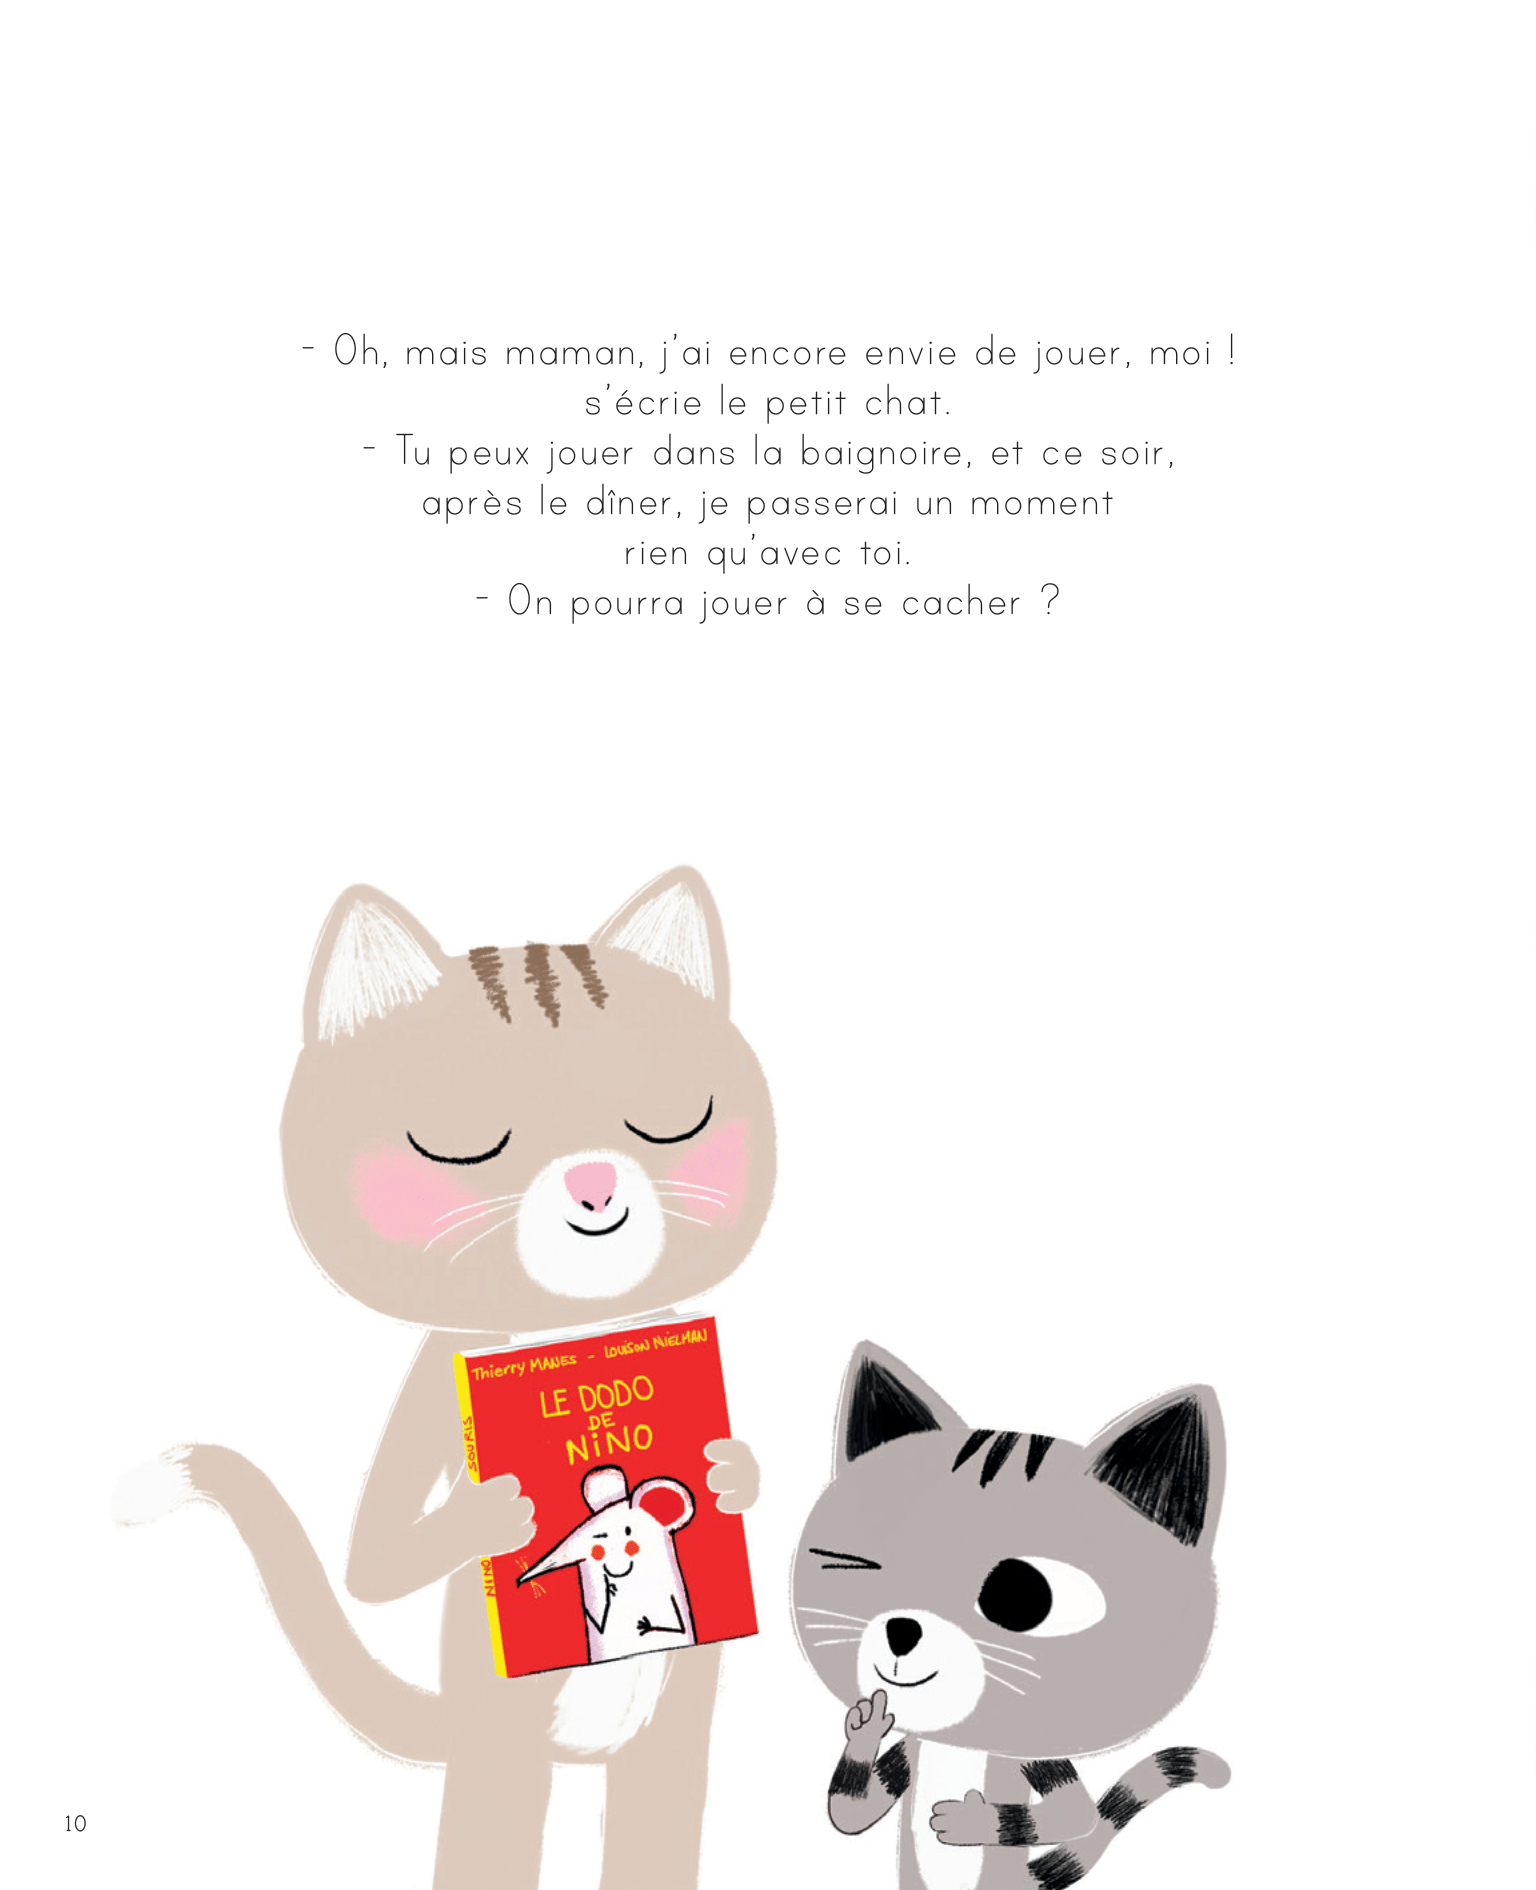 - Oh, mais maman, j'ai encore envie de jouer, moi !
s'écrie le petit chat.
- Tu peux jouer dans la baignoire, et ce soir,
après le dîner, je passerai un moment
rien qu'avec toi.
- On pourra jouer à se cacher ?
Thierry MANES - LOUISON NIELMAN
LE DODO
DE
NiNO
SOURIS
NINO
10